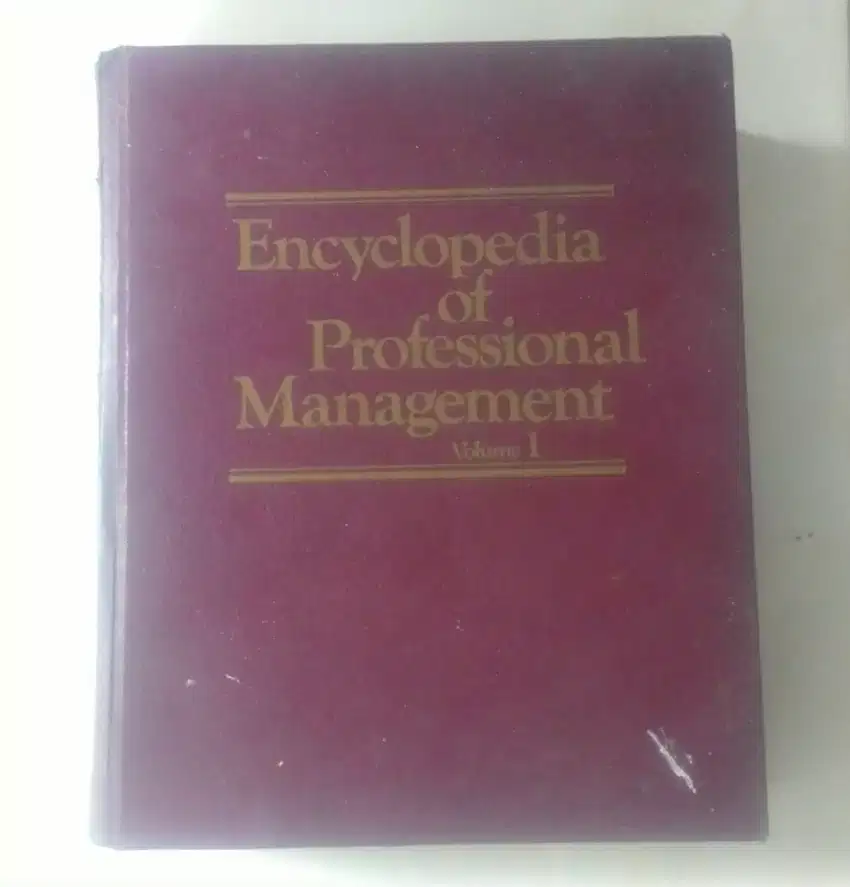 Encyclopedia
of
Professional
Management
Volume 1